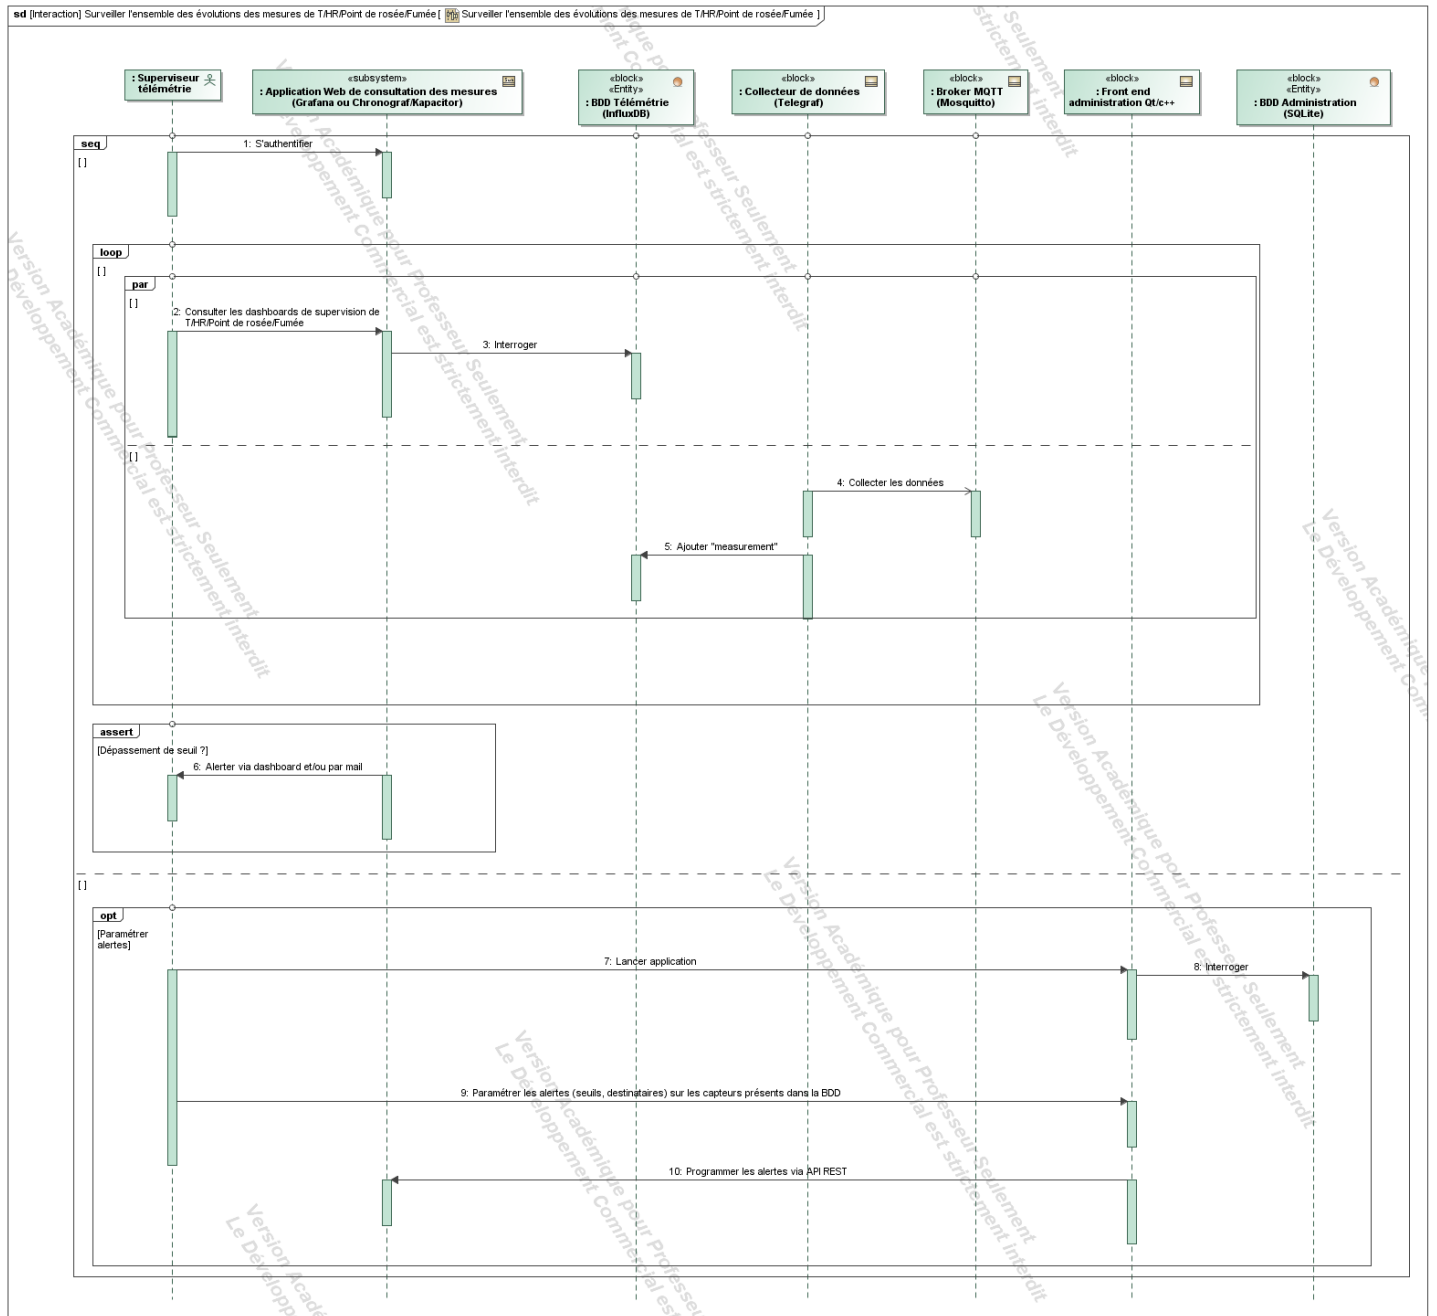 sd [Interaction] Surveiller l'ensemble des évolutions des mesures de T/HR/Point de rosée/Fumée[ Surveiller l'ensemble des évolutions des mesures de T/HR/Point de rosée/Fumée ]
: Superviseur
télémétrie
«subsystem»
: Application Web de consultation des mesures
(Grafana ou Chronograf/Kapacitor)
«block»
«Entity»
: BDD Télémétrie
(InfluxDB)
«block»
: Collecteur de données
(Telegraf)
«block»
: Broker MQTT
(Mosquitto)
«block»
: Front end
administration Qt/c++
«block»
«Entity»
: BDD Administration
(SQLite)
seq
[ ]
1: S'authentifier
loop
[ ]
par
[ ]
2: Consulter les dashboards de supervision de
T/HR/Point de rosée/Fumée
3: Interroger
[ ]
4: Collecter les données
5: Ajouter "measurement"
assert
[Dépassement de seuil ?]
6: Alerter via dashboard et/ou par mail
[ ]
opt
[Paramétrer
alertes]
7: Lancer application
8: Interroger
9: Paramétrer les alertes (seuils, destinataires) sur les capteurs présents dans la BDD
10: Programmer les alertes via API REST
Version Académique pour Professeur Seulement
Le Développement Commercial est strictement interdit